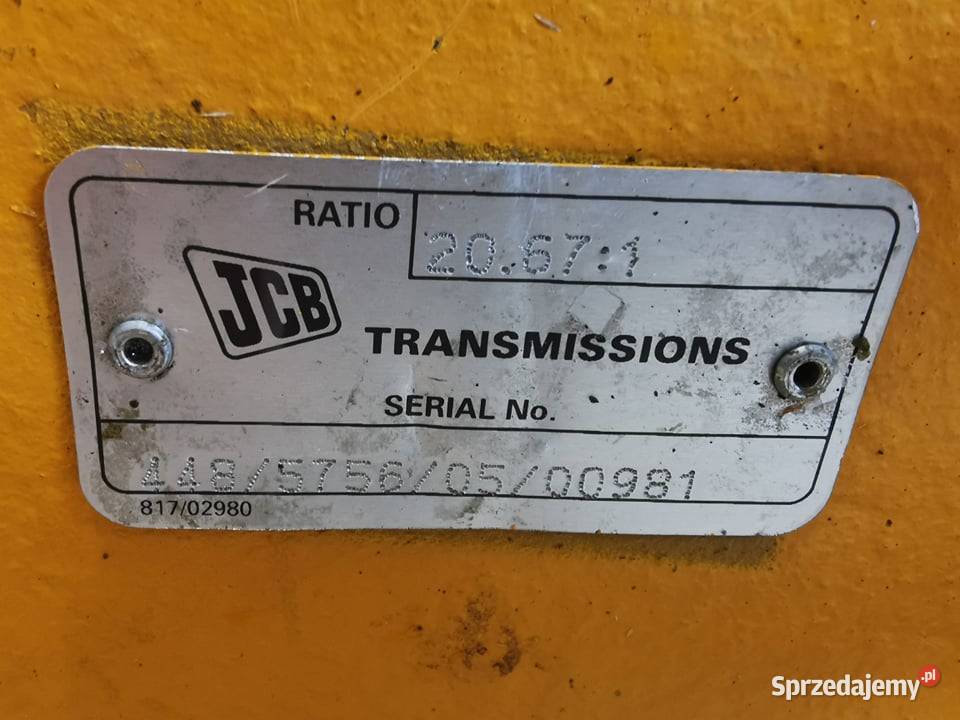 RATIO 20.67:1
JCB
TRANSMISSIONS
SERIAL No.
448/5756/05/00981
817/02980
Sprzedajemy.pl